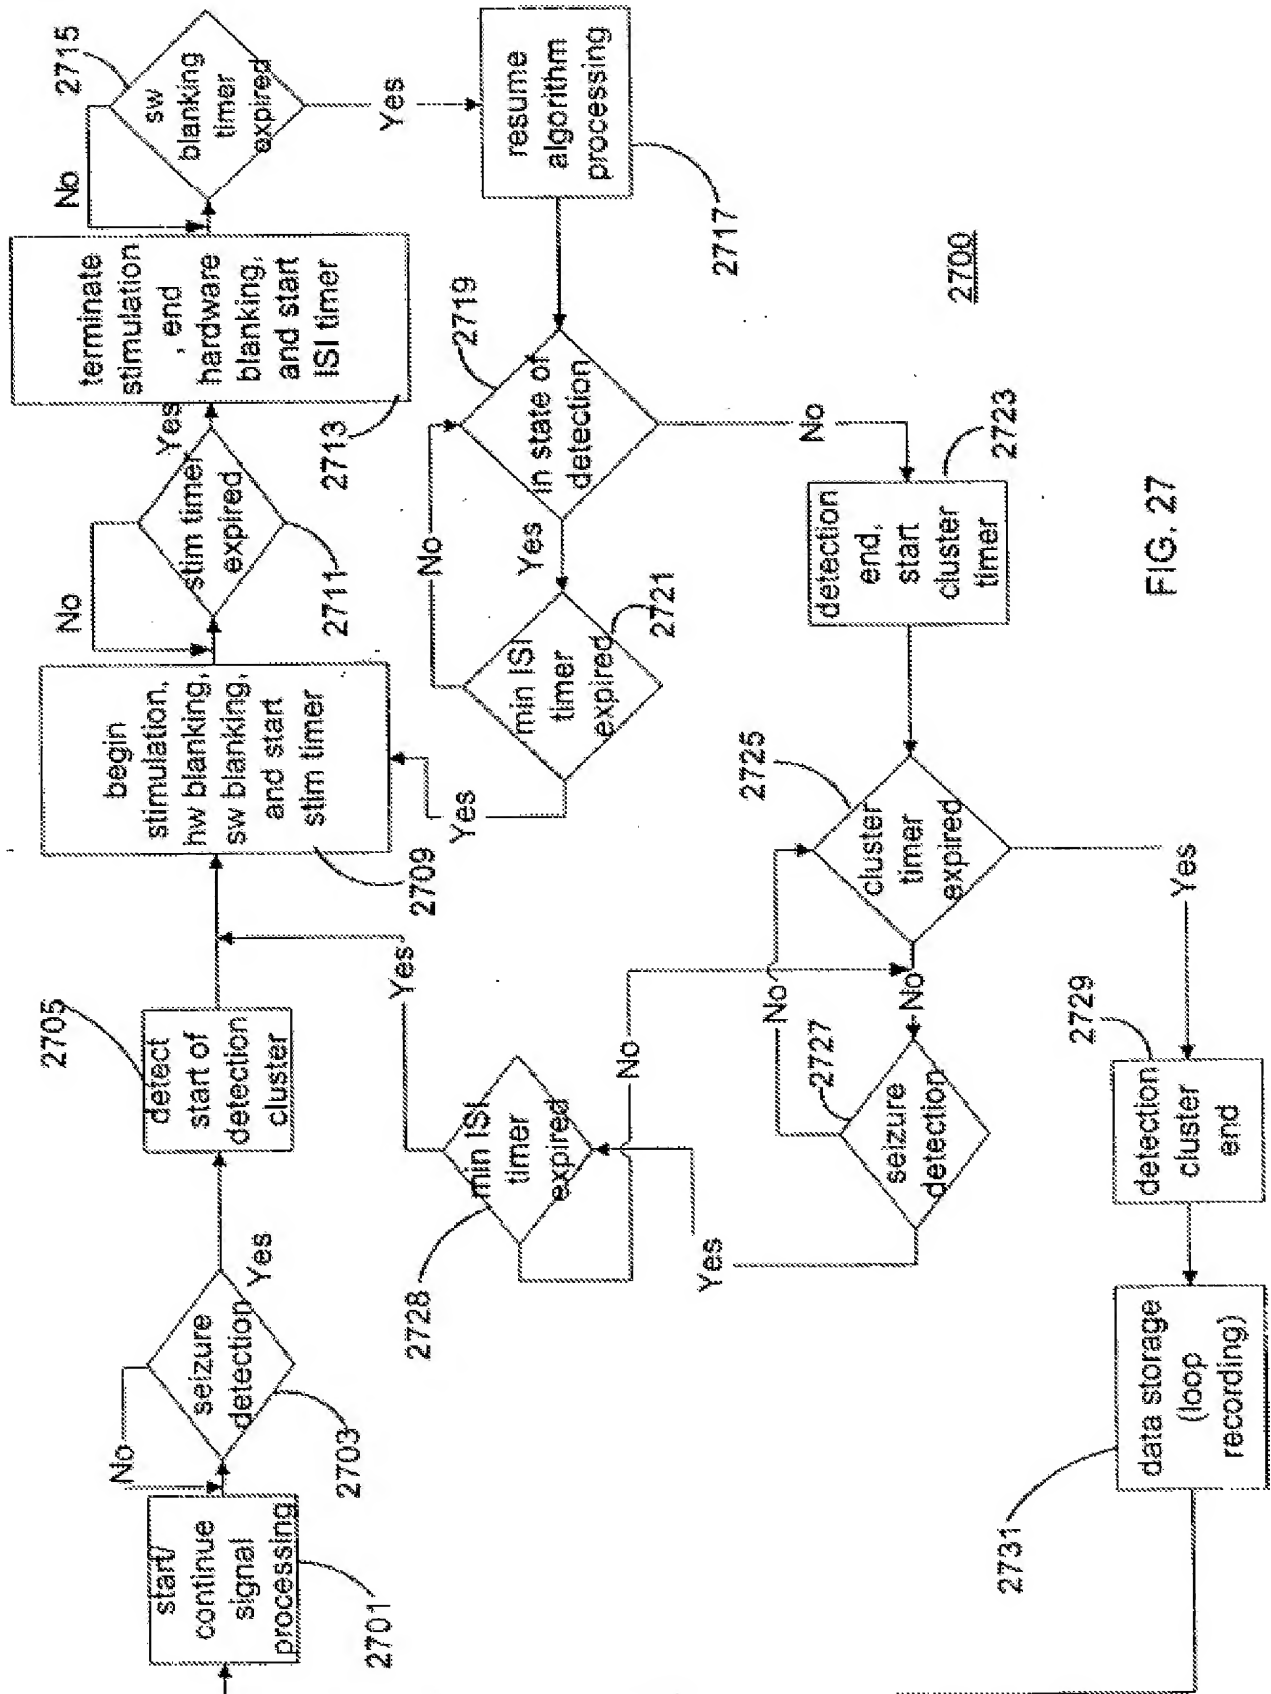 start/
continue
signal
processing
2701
No
seizure
detection
2703
Yes
detect
start of
detection
cluster
2705
begin
stimulation,
hw blanking,
sw blanking,
and start
stim timer
2709
No
stim timer
expired
2711
Yes
terminate
stimulation
, end
hardware
blanking,
and start
ISI timer
2713
No
sw
blanking
timer
expired
2715
Yes
resume
algorithm
processing
2717
in state of
detection
2719
Yes
No
min ISI
timer
expired
2721
Yes
No
detection
end,
start
cluster
timer
2723
cluster
timer
expired
2725
No
seizure
detection
2727
No
Yes
min ISI
timer
expired
2728
Yes
No
Yes
detection
cluster
end
2729
data storage
(loop
recording)
2731
2700
FIG. 27